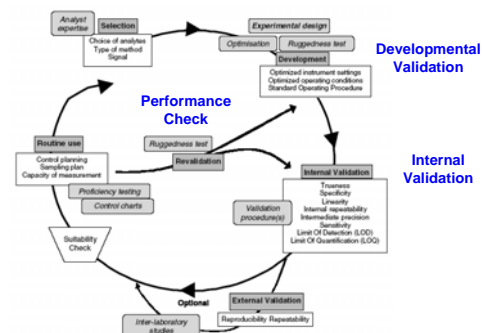 Analyst
expertise
Selection
Choice of analytes
Type of method
Signal
Experimental design
Optimisation
Ruggedness test
Development
Optimized instrument settings
Optimized operating conditions
Standard Operating Procedure
Developmental
Validation
Performance
Check
Routine use
Control planning
Sampling plan
Capacity of measurement
Ruggedness test
Revalidation
Proficiency testing
Control charts
Internal Validation
Trueness
Specificity
Linearity
Internal repeatability
Intermediate precision
Sensitivity
Limit Of Detection (LOD)
Limit Of Quantification (LOQ)
Internal
Validation
Validation
procedure(s)
Suitability
Check
Optional
External Validation
Reproducibility Repeatability
Inter-laboratory
studies